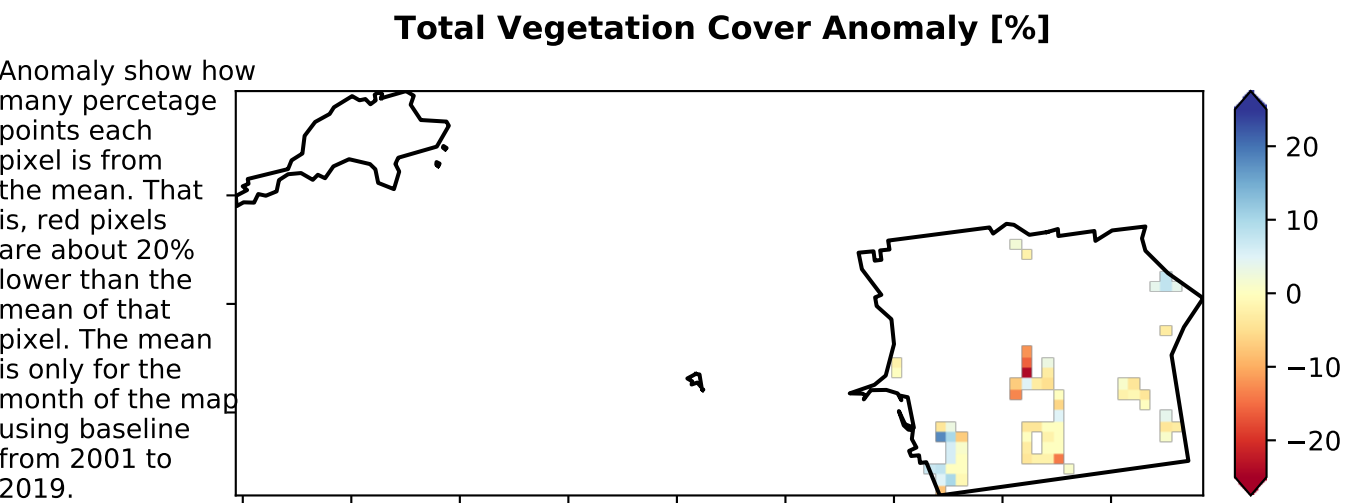 Total Vegetation Cover Anomaly [%]
Anomaly show how
many percetage
points each
pixel is from
the mean. That
is, red pixels
are about 20%
lower than the
mean of that
pixel. The mean
is only for the
month of the map
using baseline
from 2001 to
2019.
20
10
0
−10
−20